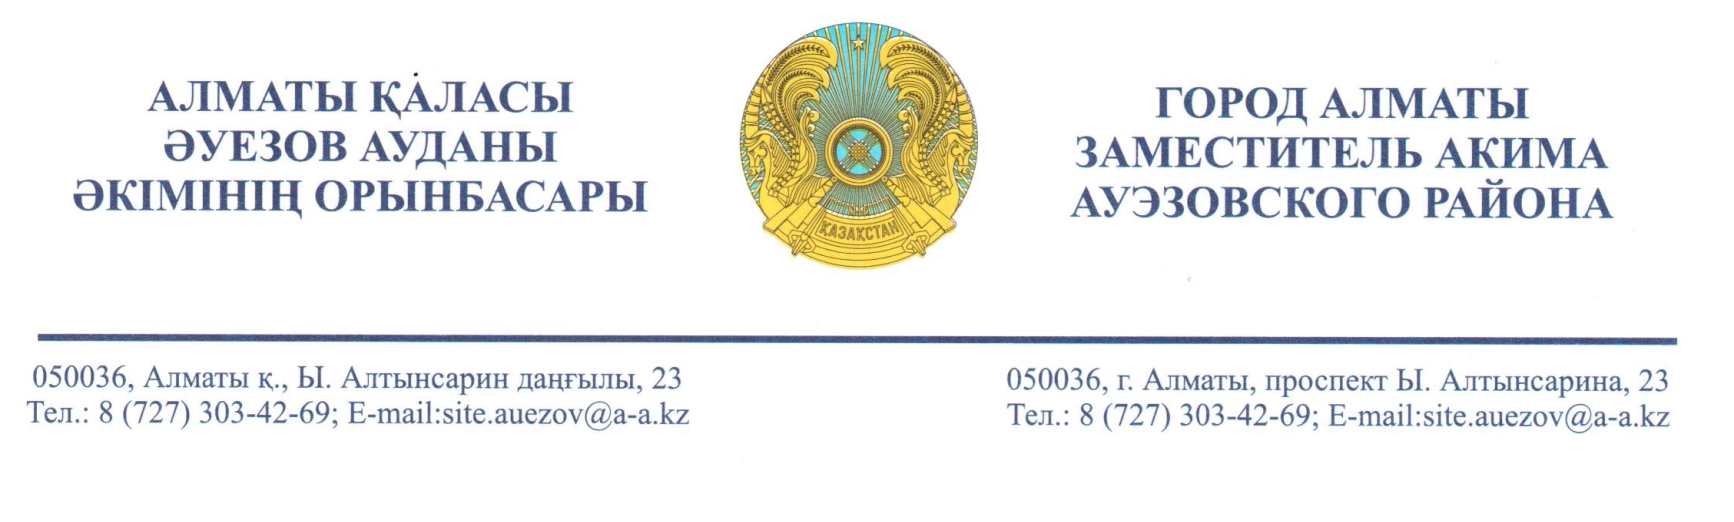 АЛМАТЫ ҚАЛАСЫ
ӘУЕЗОВ АУДАНЫ
ӘКІМІНІҢ ОРЫНБАСАРЫ
ҚАЗАҚСТАН
ГОРОД АЛМАТЫ
ЗАМЕСТИТЕЛЬ АКИМА
АУЭЗОВСКОГО РАЙОНА
050036, Алматы қ., Ы. Алтынсарин даңғылы, 23
Тел.: 8 (727) 303-42-69; E-mail:site.auezov@a-a.kz
050036, г. Алматы, проспект Ы. Алтынсарина, 23
Тел.: 8 (727) 303-42-69; E-mail:site.auezov@a-a.kz